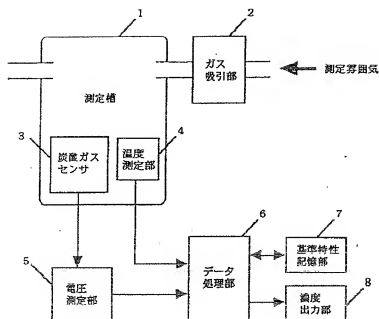 1
2
ガス
吸引部
測定雰囲気
測定槽
3
4
炭酸ガス
センサ
温度
測定部
6
7
データ
処理部
基準特性
記憶部
5
電圧
測定部
8
濃度
出力部